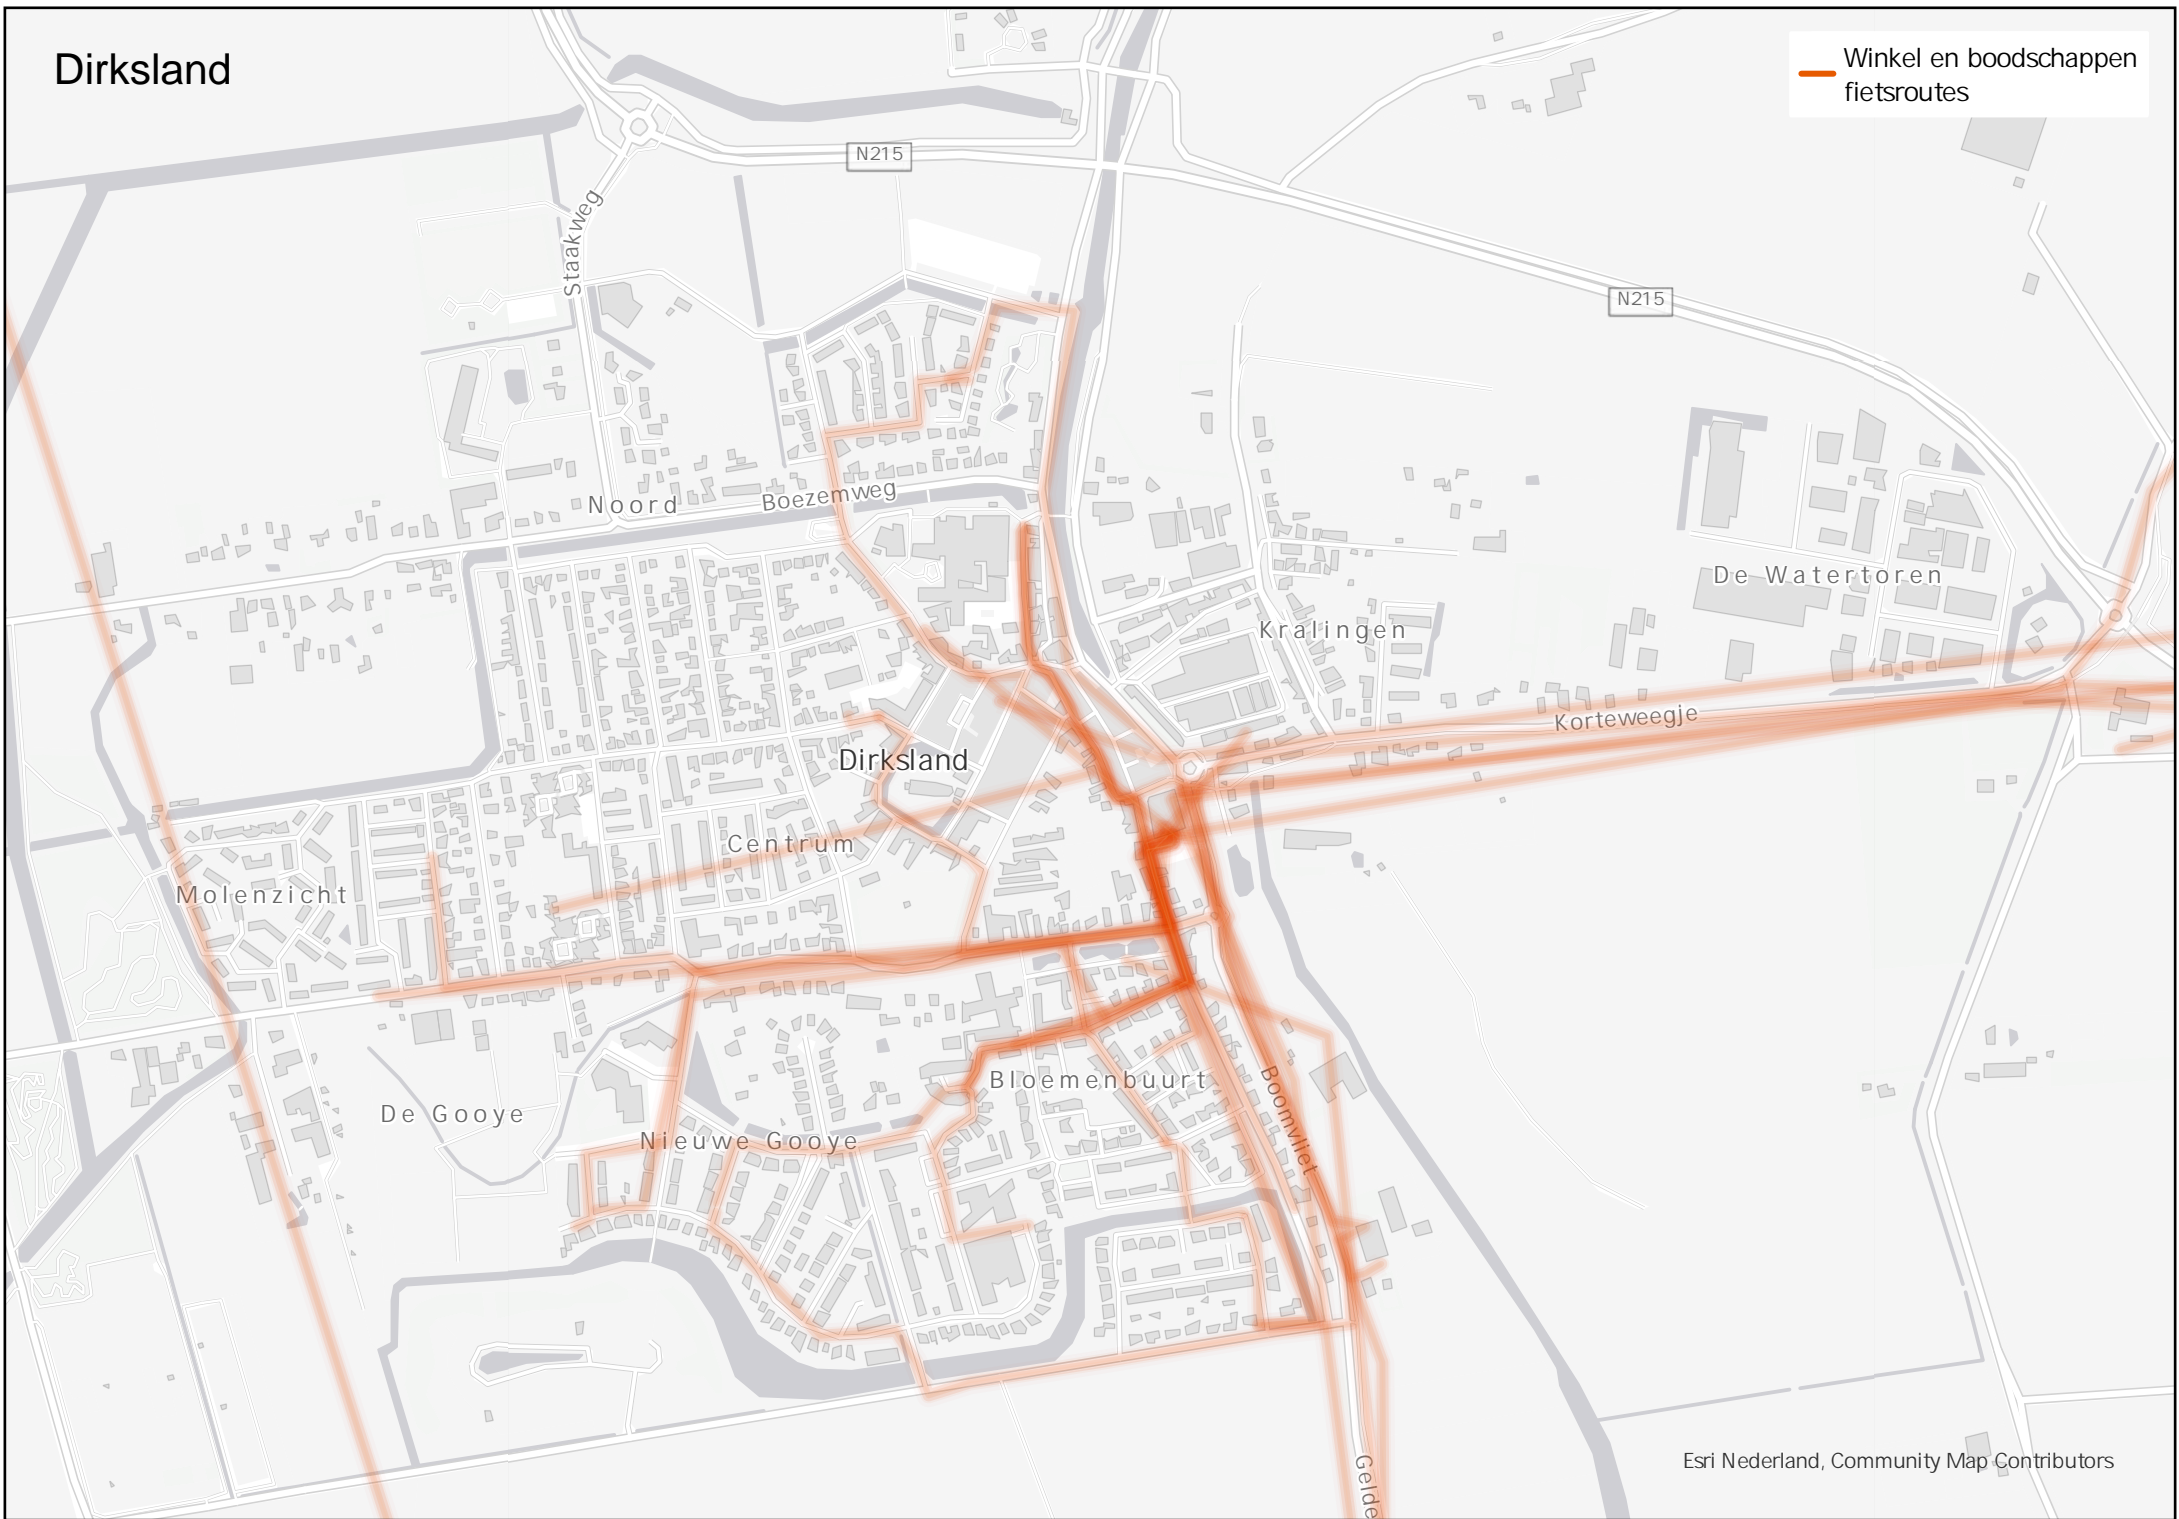 Dirksland
Winkel en boodschappen
fietsroutes
N215
Staakweg
N215
Noord
Boezemweg
De Watertoren
Kralingen
Korteweegje
Dirksland
Centrum
Molenzicht
Bloemenbuurt
De Gooye
Nieuwe Gooye
Boomvliet
Gelde
Esri Nederland, Community Map Contributors